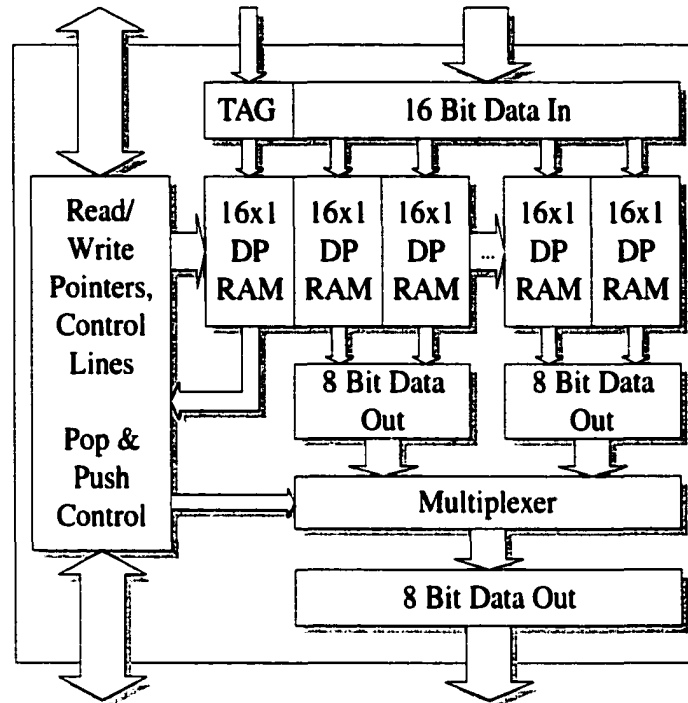 TAG
16 Bit Data In
Read/
Write
Pointers,
Control
Lines
Pop &
Push
Control
16x1
DP
RAM
16x1
DP
RAM
16x1
DP
RAM
...
16x1
DP
RAM
16x1
DP
RAM
8 Bit Data
Out
8 Bit Data
Out
Multiplexer
8 Bit Data Out